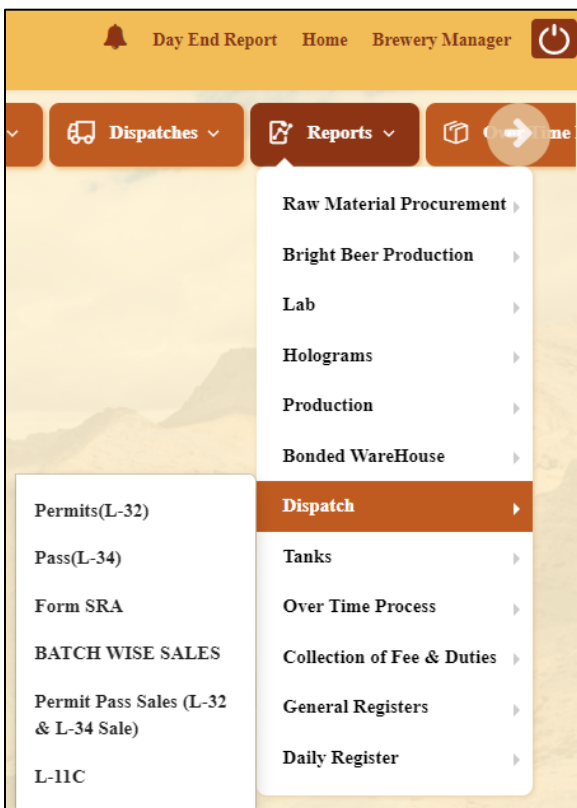 Day End Report Home Brewery Manager
Dispatches Reports Time
Raw Material Procurement
Bright Beer Production
Lab
Holograms
Production
Bonded WareHouse
Dispatch
Tanks
Over Time Process
Collection of Fee & Duties
General Registers
Daily Register
Permits(L-32)
Pass(L-34)
Form SRA
BATCH WISE SALES
Permit Pass Sales (L-32
& L-34 Sale)
L-11C